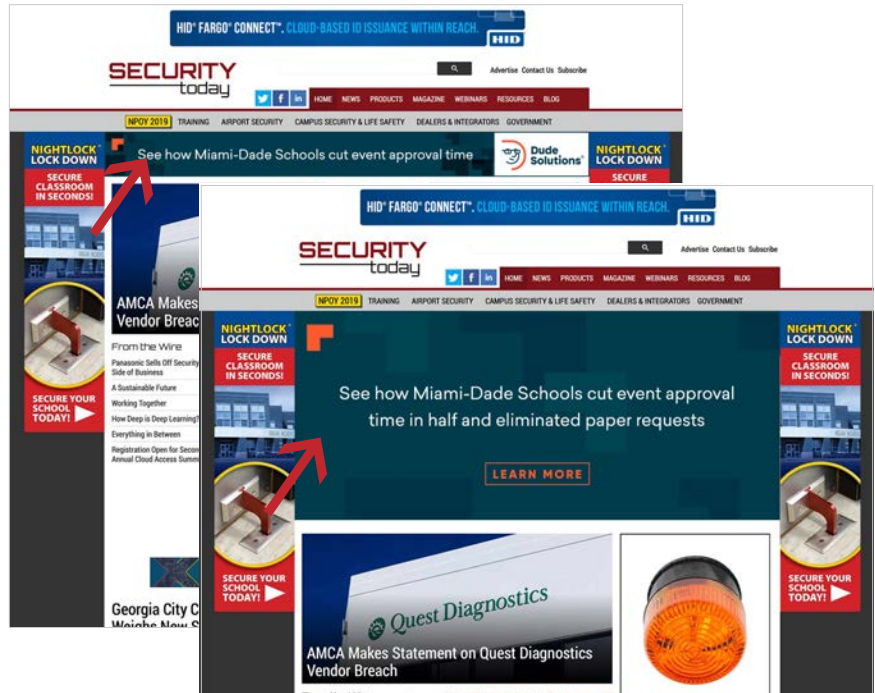 HID® FARGO® CONNECT™. CLOUD-BASED ID ISSUANCE WITHIN REACH.
HID
SECURITY
today
Advertise Contact Us Subscribe
HOME NEWS PRODUCTS MAGAZINE WEBINARS RESOURCES BLOG
NPOY 2019 TRAINING AIRPORT SECURITY CAMPUS SECURITY & LIFE SAFETY DEALERS & INTEGRATORS GOVERNMENT
NIGHTLOCK®
LOCK DOWN
SECURE
CLASSROOM
IN SECONDS!
SECURE YOUR
SCHOOL
TODAY!
See how Miami-Dade Schools cut event approval time
Dude
Solutions®
NIGHTLOCK®
LOCK DOWN
SECURE
AMCA Makes
Vendor Breac
From the Wire
Panasonic Sells Off Security
Side of Business
A Sustainable Future
Working Together
How Deep is Deep Learning?
Everything in Between
Registration Open for Secon
Annual Cloud Access Summi
Georgia City C
Weighs New S
HID® FARGO® CONNECT™. CLOUD-BASED ID ISSUANCE WITHIN REACH.
HID
SECURITY
today
Advertise Contact Us Subscribe
HOME NEWS PRODUCTS MAGAZINE WEBINARS RESOURCES BLOG
NPOY 2019 TRAINING AIRPORT SECURITY CAMPUS SECURITY & LIFE SAFETY DEALERS & INTEGRATORS GOVERNMENT
NIGHTLOCK®
LOCK DOWN
SECURE
CLASSROOM
IN SECONDS!
SECURE YOUR
SCHOOL
TODAY!
See how Miami-Dade Schools cut event approval
time in half and eliminated paper requests
LEARN MORE
NIGHTLOCK®
LOCK DOWN
SECURE
CLASSROOM
IN SECONDS!
SECURE YOUR
SCHOOL
TODAY!
Quest Diagnostics
AMCA Makes Statement on Quest Diagnostics
Vendor Breach